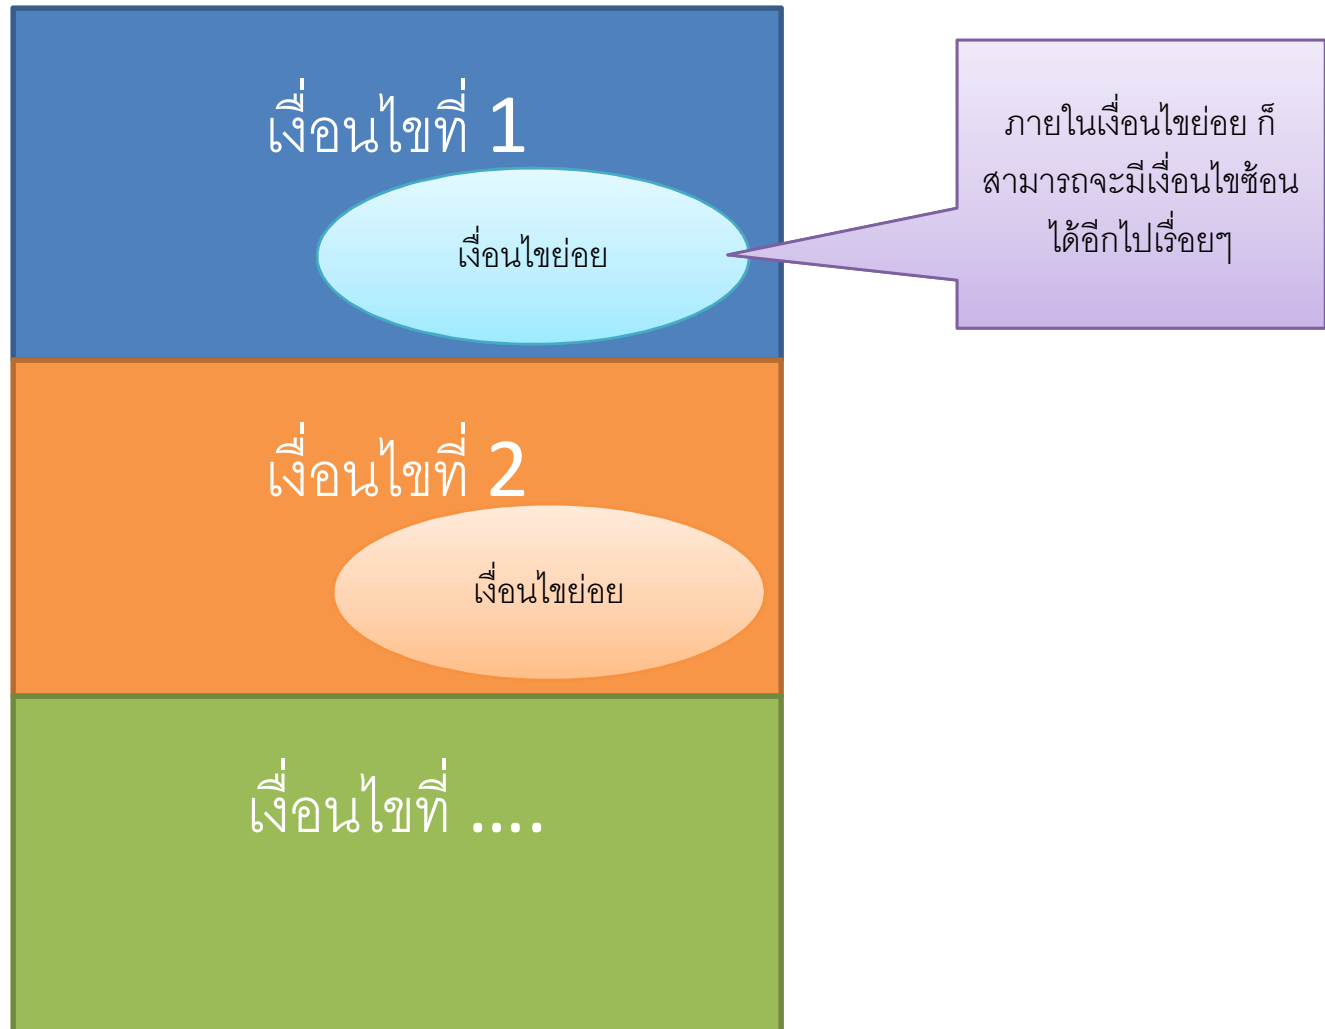 เงื่อนไขที่ 1
เงื่อนไขย่อย
ภายในเงื่อนไขย่อย ก็
สามารถจะมีเงื่อนไขซ้อน
ได้อีกไปเรื่อยๆ
เงื่อนไขที่ 2
เงื่อนไขย่อย
เงื่อนไขที่ ....